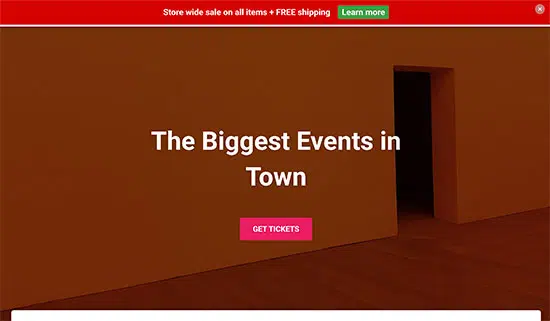 Store wide sale on all items + FREE shipping Learn more
The Biggest Events in
Town
GET TICKETS